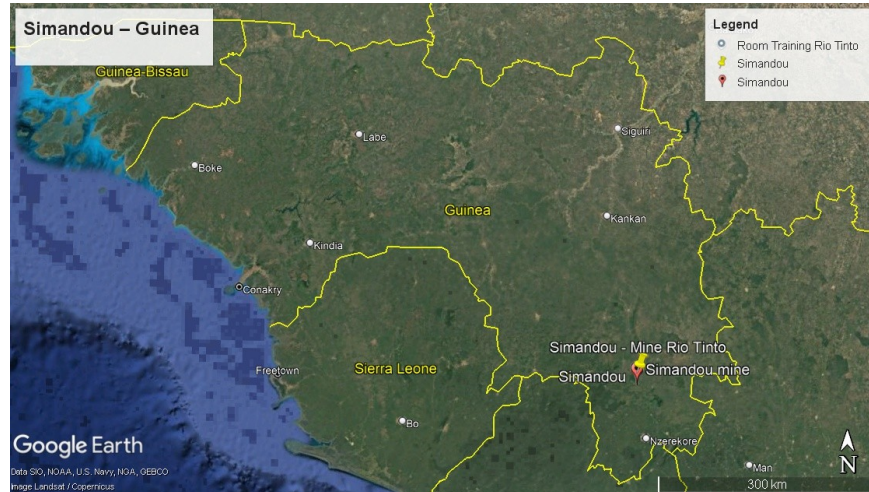 Simandou – Guinea
Legend
Room Training Rio Tinto
Simandou
Simandou
Guinea-Bissau
Labe
Siguiri
Boke
Guinea
Kankan
Kindia
Conakry
Simandou - Mine Rio Tinto
Freetown
Sierra Leone
Simandou
Simandou mine
Bo
Nzerekore
Google Earth
Man
N
Data SIO, NOAA, U.S. Navy, NGA, GEBCO
Image Landsat / Copernicus
300 km